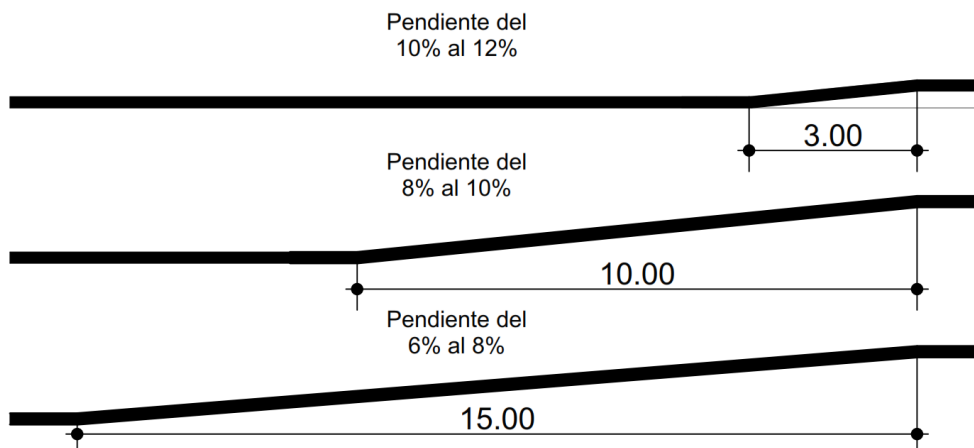 Pendiente del
10% al 12%
3.00
Pendiente del
8% al 10%
10.00
Pendiente del
6% al 8%
15.00